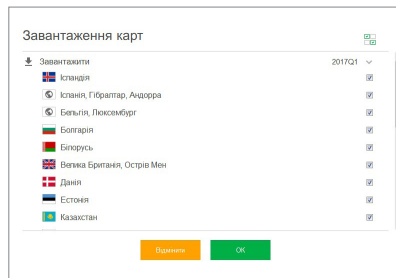 Завантаження карт
Завантажити 2017Q1
Ісландія
Іспанія, Гібралтар, Андорра
Бельгія, Люксембург
Болгарія
Білорусь
Велика Британія, Острів Мен
Данія
Естонія
Казахстан
Відмінити OK